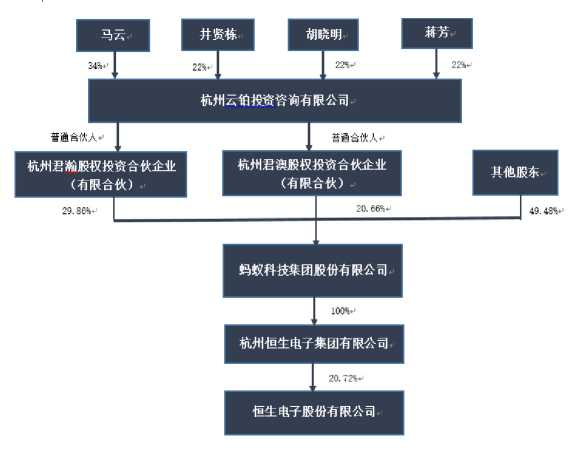 马云
井贤栋
胡晓明
蒋芳
34%
22%
22%
22%
杭州云铂投资咨询有限公司
普通合伙人
普通合伙人
杭州君瀚股权投资合伙企业
（有限合伙）
杭州君澳股权投资合伙企业
（有限合伙）
其他股东
29.86%
20.66%
49.48%
蚂蚁科技集团股份有限公司
100%
杭州恒生电子集团有限公司
20.72%
恒生电子股份有限公司